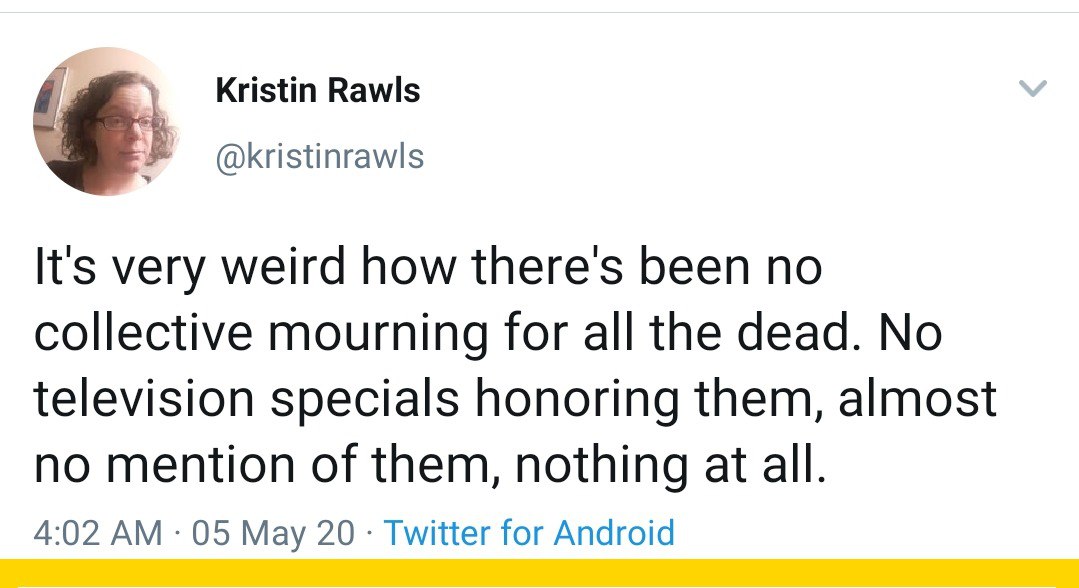 Kristin Rawls
@kristinrawls
It's very weird how there's been no
collective mourning for all the dead. No
television specials honoring them, almost
no mention of them, nothing at all.
4:02 AM · 05 May 20 · Twitter for Android